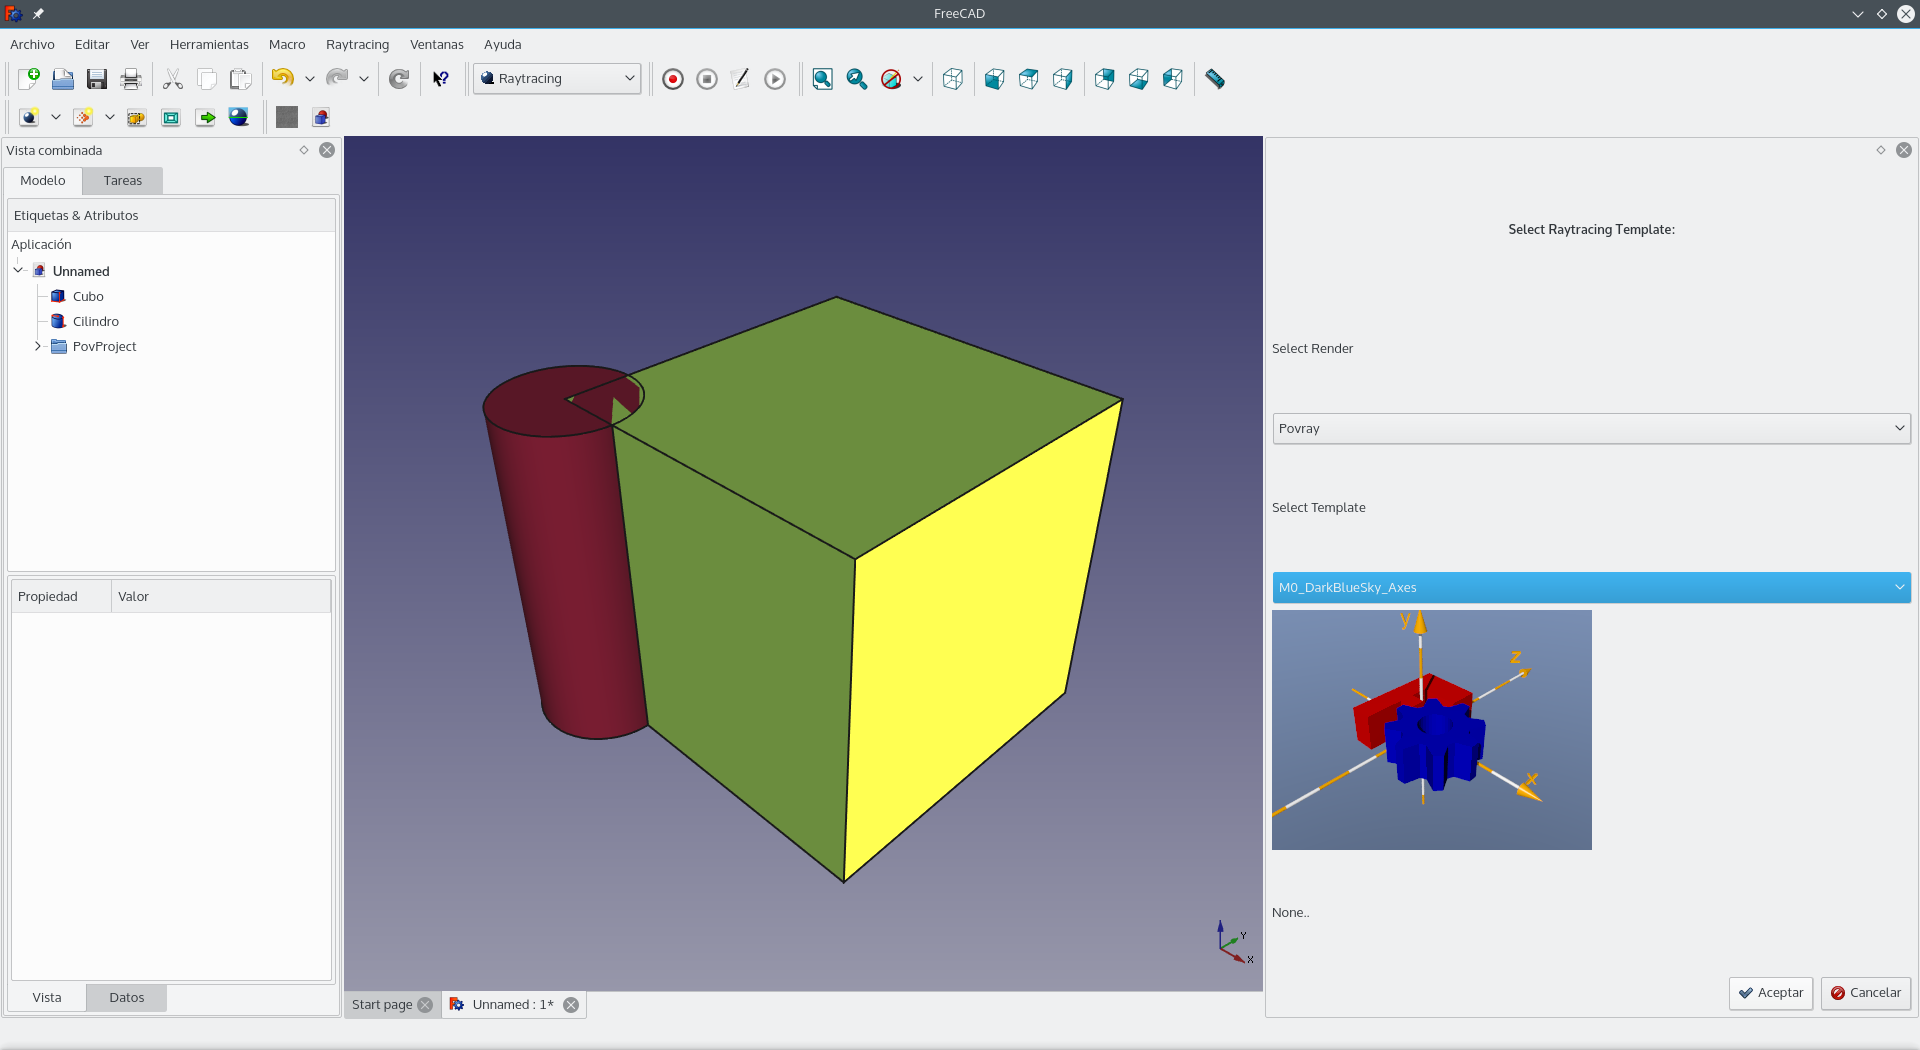 FreeCAD
Archivo Editar Ver Herramientas Macro Raytracing Ventanas Ayuda
Raytracing
Vista combinada
Modelo Tareas
Etiquetas & Atributos
Aplicación
Unnamed
Cubo
Cilindro
PovProject
Propiedad Valor
Vista Datos
Y
X
Start page Unnamed : 1*
Select Raytracing Template:
Select Render
Povray
Select Template
M0_DarkBlueSky_Axes
y
z
x
None..
Aceptar Cancelar